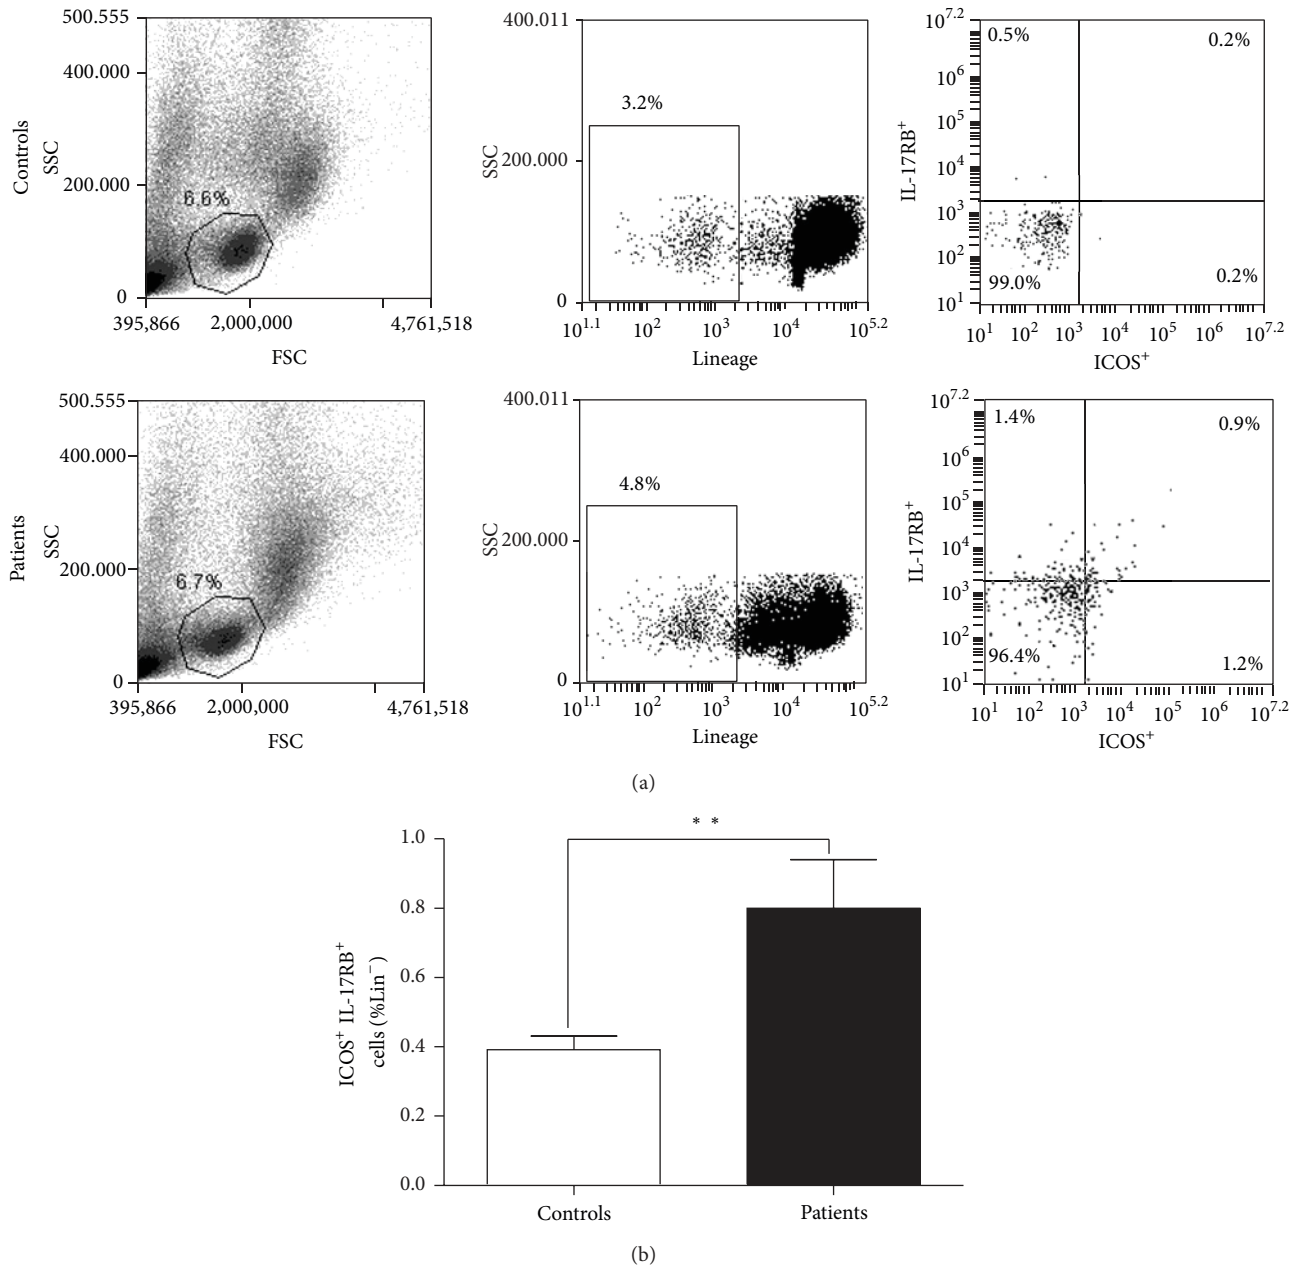 Controls
SSC
500.555
400.000
200.000
0
6.6%
395,866 2,000,000 4,761,518
FSC
SSC
400.011
200.000
0
3.2%
10^1.1 10^2 10^3 10^4 10^5.2
Lineage
IL-17RB^+
10^7.2
10^6
10^5
10^4
10^3
10^2
10^1
0.5% 0.2%
99.0% 0.2%
10^1 10^2 10^3 10^4 10^5 10^6 10^7.2
ICOS^+
Patients
SSC
500.555
400.000
200.000
0
6.7%
395,866 2,000,000 4,761,518
FSC
SSC
400.011
200.000
0
4.8%
10^1.1 10^2 10^3 10^4 10^5.2
Lineage
IL-17RB^+
10^7.2
10^6
10^5
10^4
10^3
10^2
10^1
1.4% 0.9%
96.4% 1.2%
10^1 10^2 10^3 10^4 10^5 10^6 10^7.2
ICOS^+
(a)
ICOS^+ IL-17RB^+
cells (%Lin^−)
1.0
0.8
0.6
0.4
0.2
0.0
* *
Controls Patients
(b)